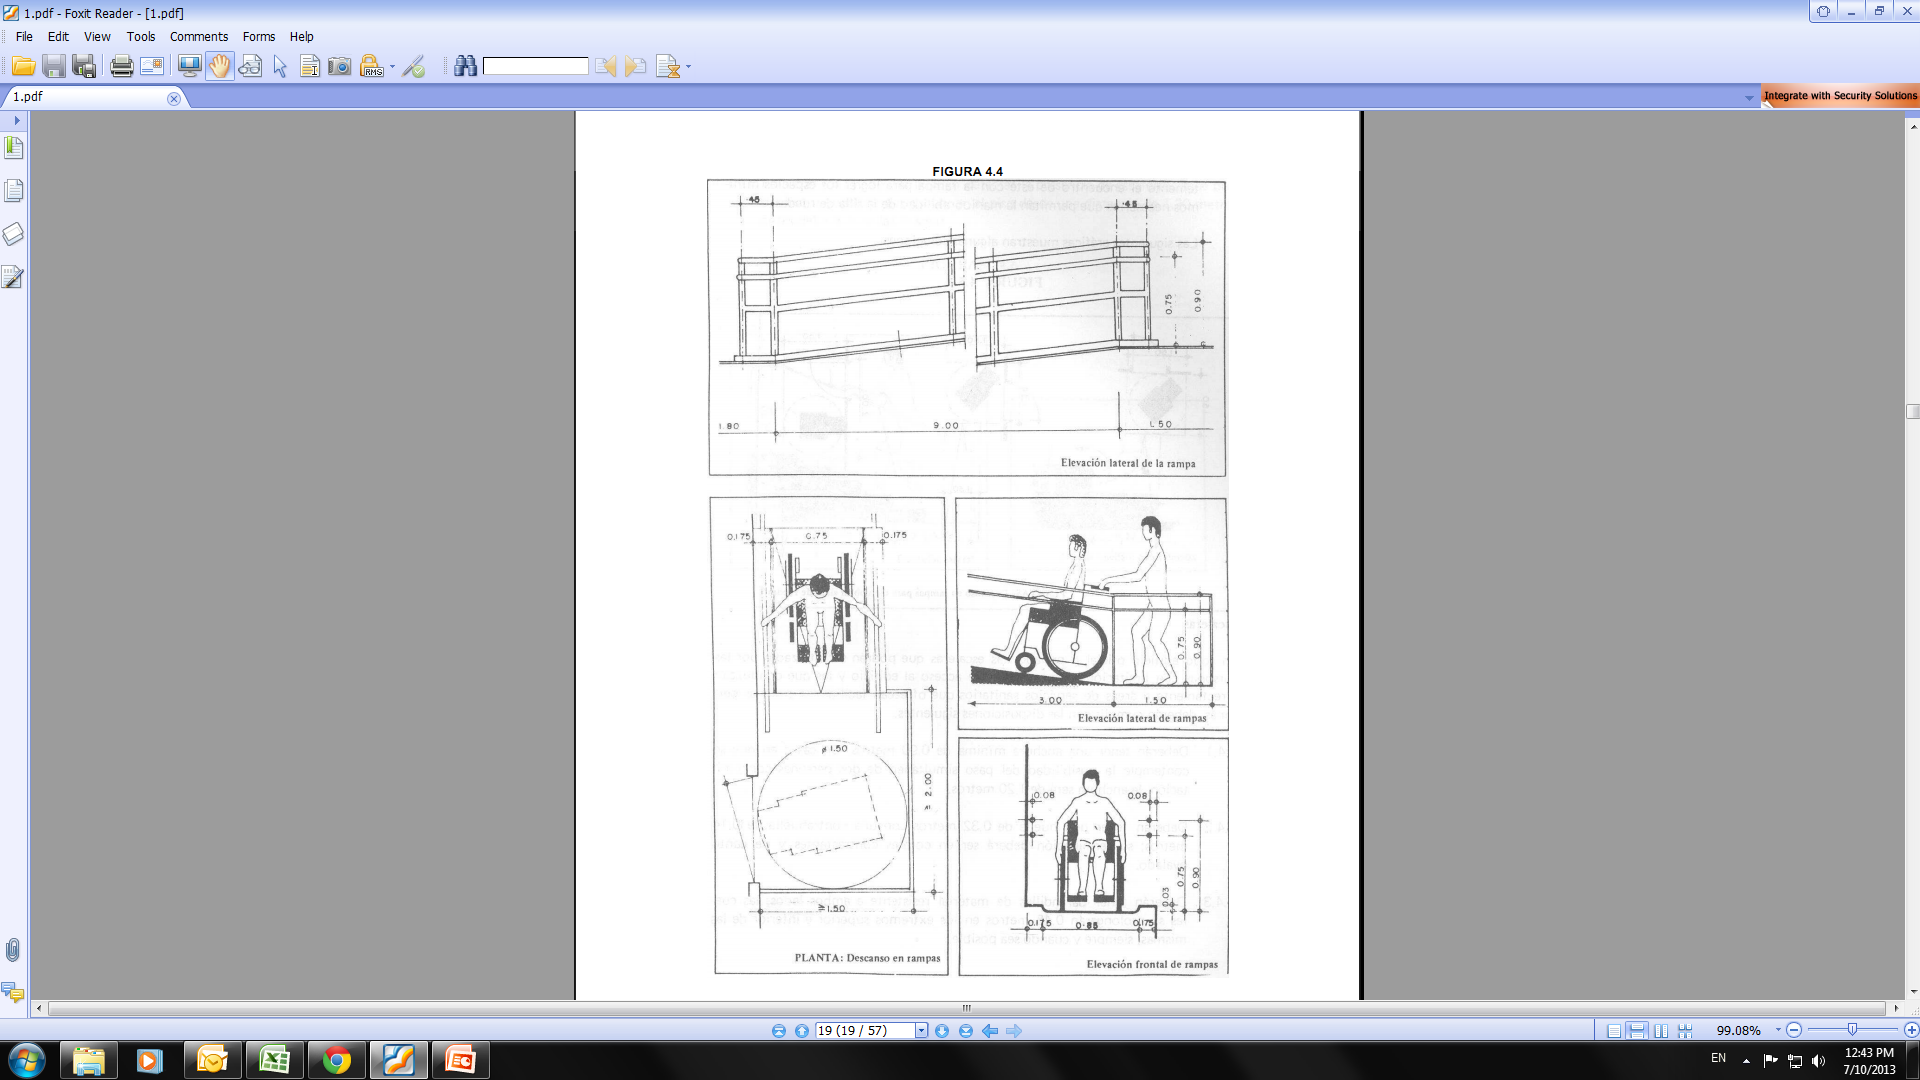 1.pdf - Foxit Reader - [1.pdf]
File Edit View Tools Comments Forms Help
RMS
1.pdf
Integrate with Security Solutions
FIGURA 4.4
.45
.45
0.75
0.90
1.80
9.00
1.50
Elevación lateral de la rampa
0.175
0.75
0.175
ø 1.50
≥ 2.00
≥1.50
PLANTA: Descanso en rampas
0.75
0.90
3.00
1.50
Elevación lateral de rampas
0.08
0.08
0.03
0.75
0.90
0.175
0.85
0.175
Elevación frontal de rampas
19 (19 / 57)
99.08%
EN
12:43 PM
7/10/2013